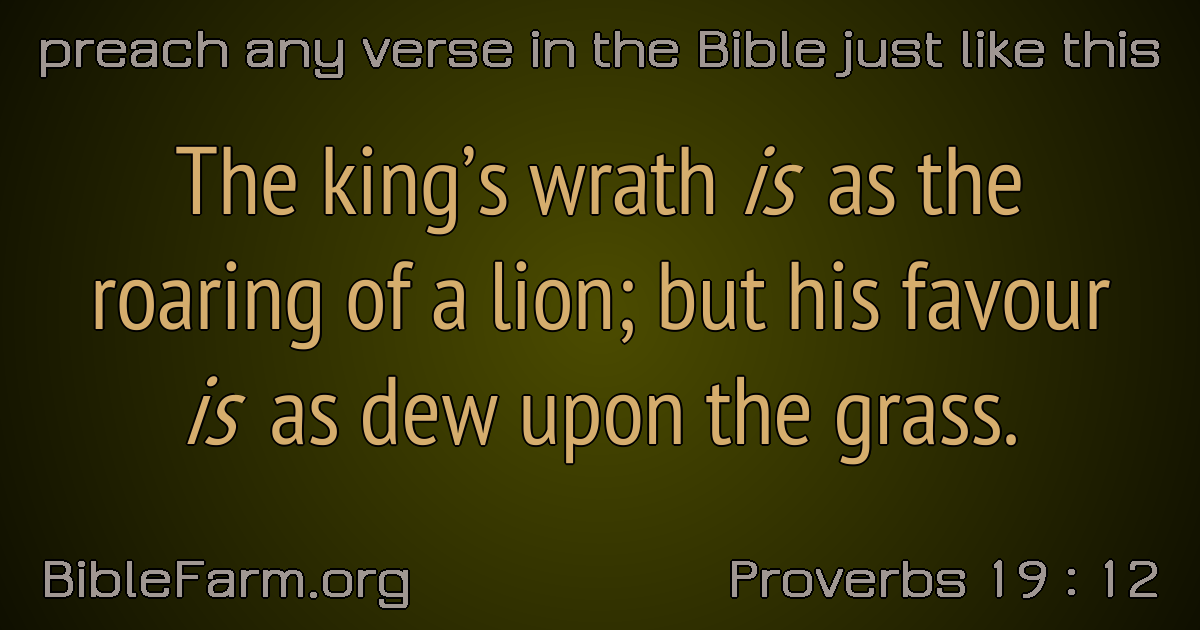 preach any verse in the Bible just like this
The king’s wrath is as the
roaring of a lion; but his favour
is as dew upon the grass.
BibleFarm.org
Proverbs 19 : 12